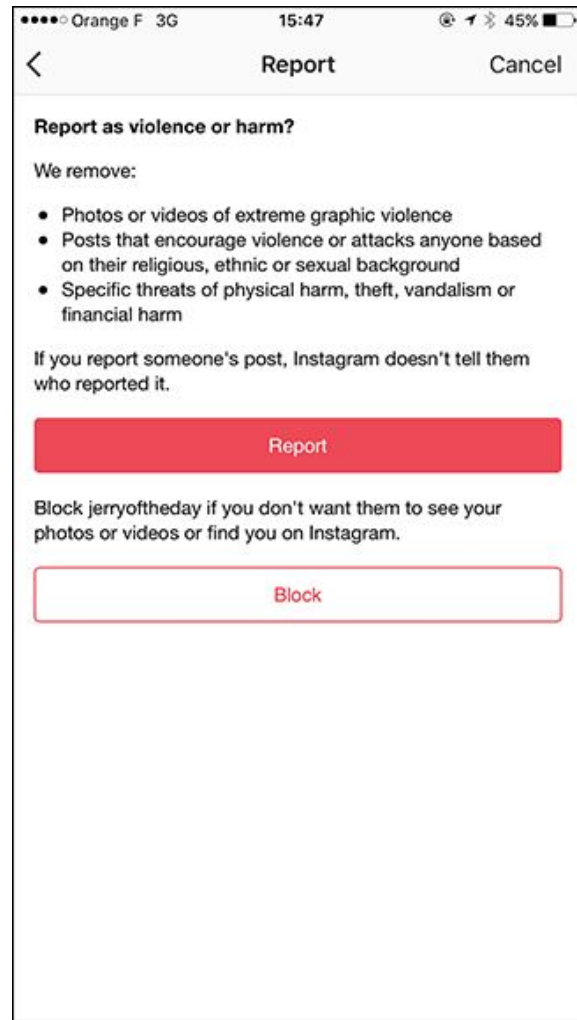 Orange F 3G 15:47 45%
Report Cancel
Report as violence or harm?
We remove:
• Photos or videos of extreme graphic violence
• Posts that encourage violence or attacks anyone based
on their religious, ethnic or sexual background
• Specific threats of physical harm, theft, vandalism or
financial harm
If you report someone's post, Instagram doesn't tell them
who reported it.
Report
Block jerryoftheday if you don't want them to see your
photos or videos or find you on Instagram.
Block